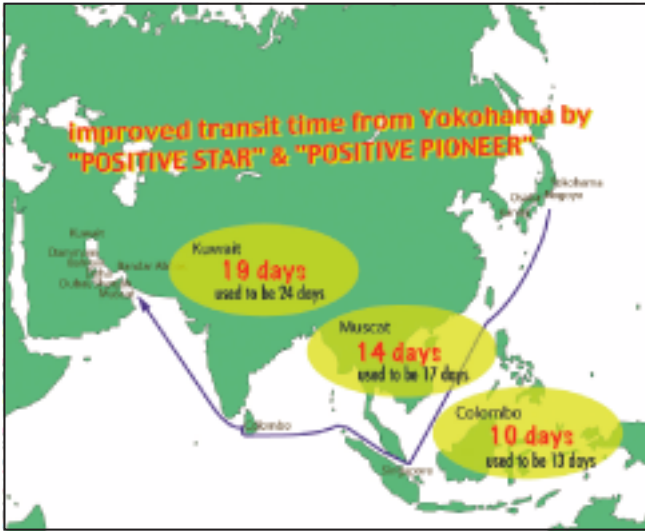 improved transit time from Yokohama by
"POSITIVE STAR" & "POSITIVE PIONEER"
Yokohama
Nagoya
Kuwait
Kuwait
19 days
used to be 24 days
Muscat
Muscat
14 days
used to be 17 days
Colombo
Colombo
10 days
used to be 13 days
Singapore